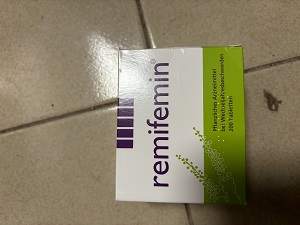 remifemin®
Pflanzliches Arzneimittel
bei Wechseljahresbeschwerden
200 Tabletten